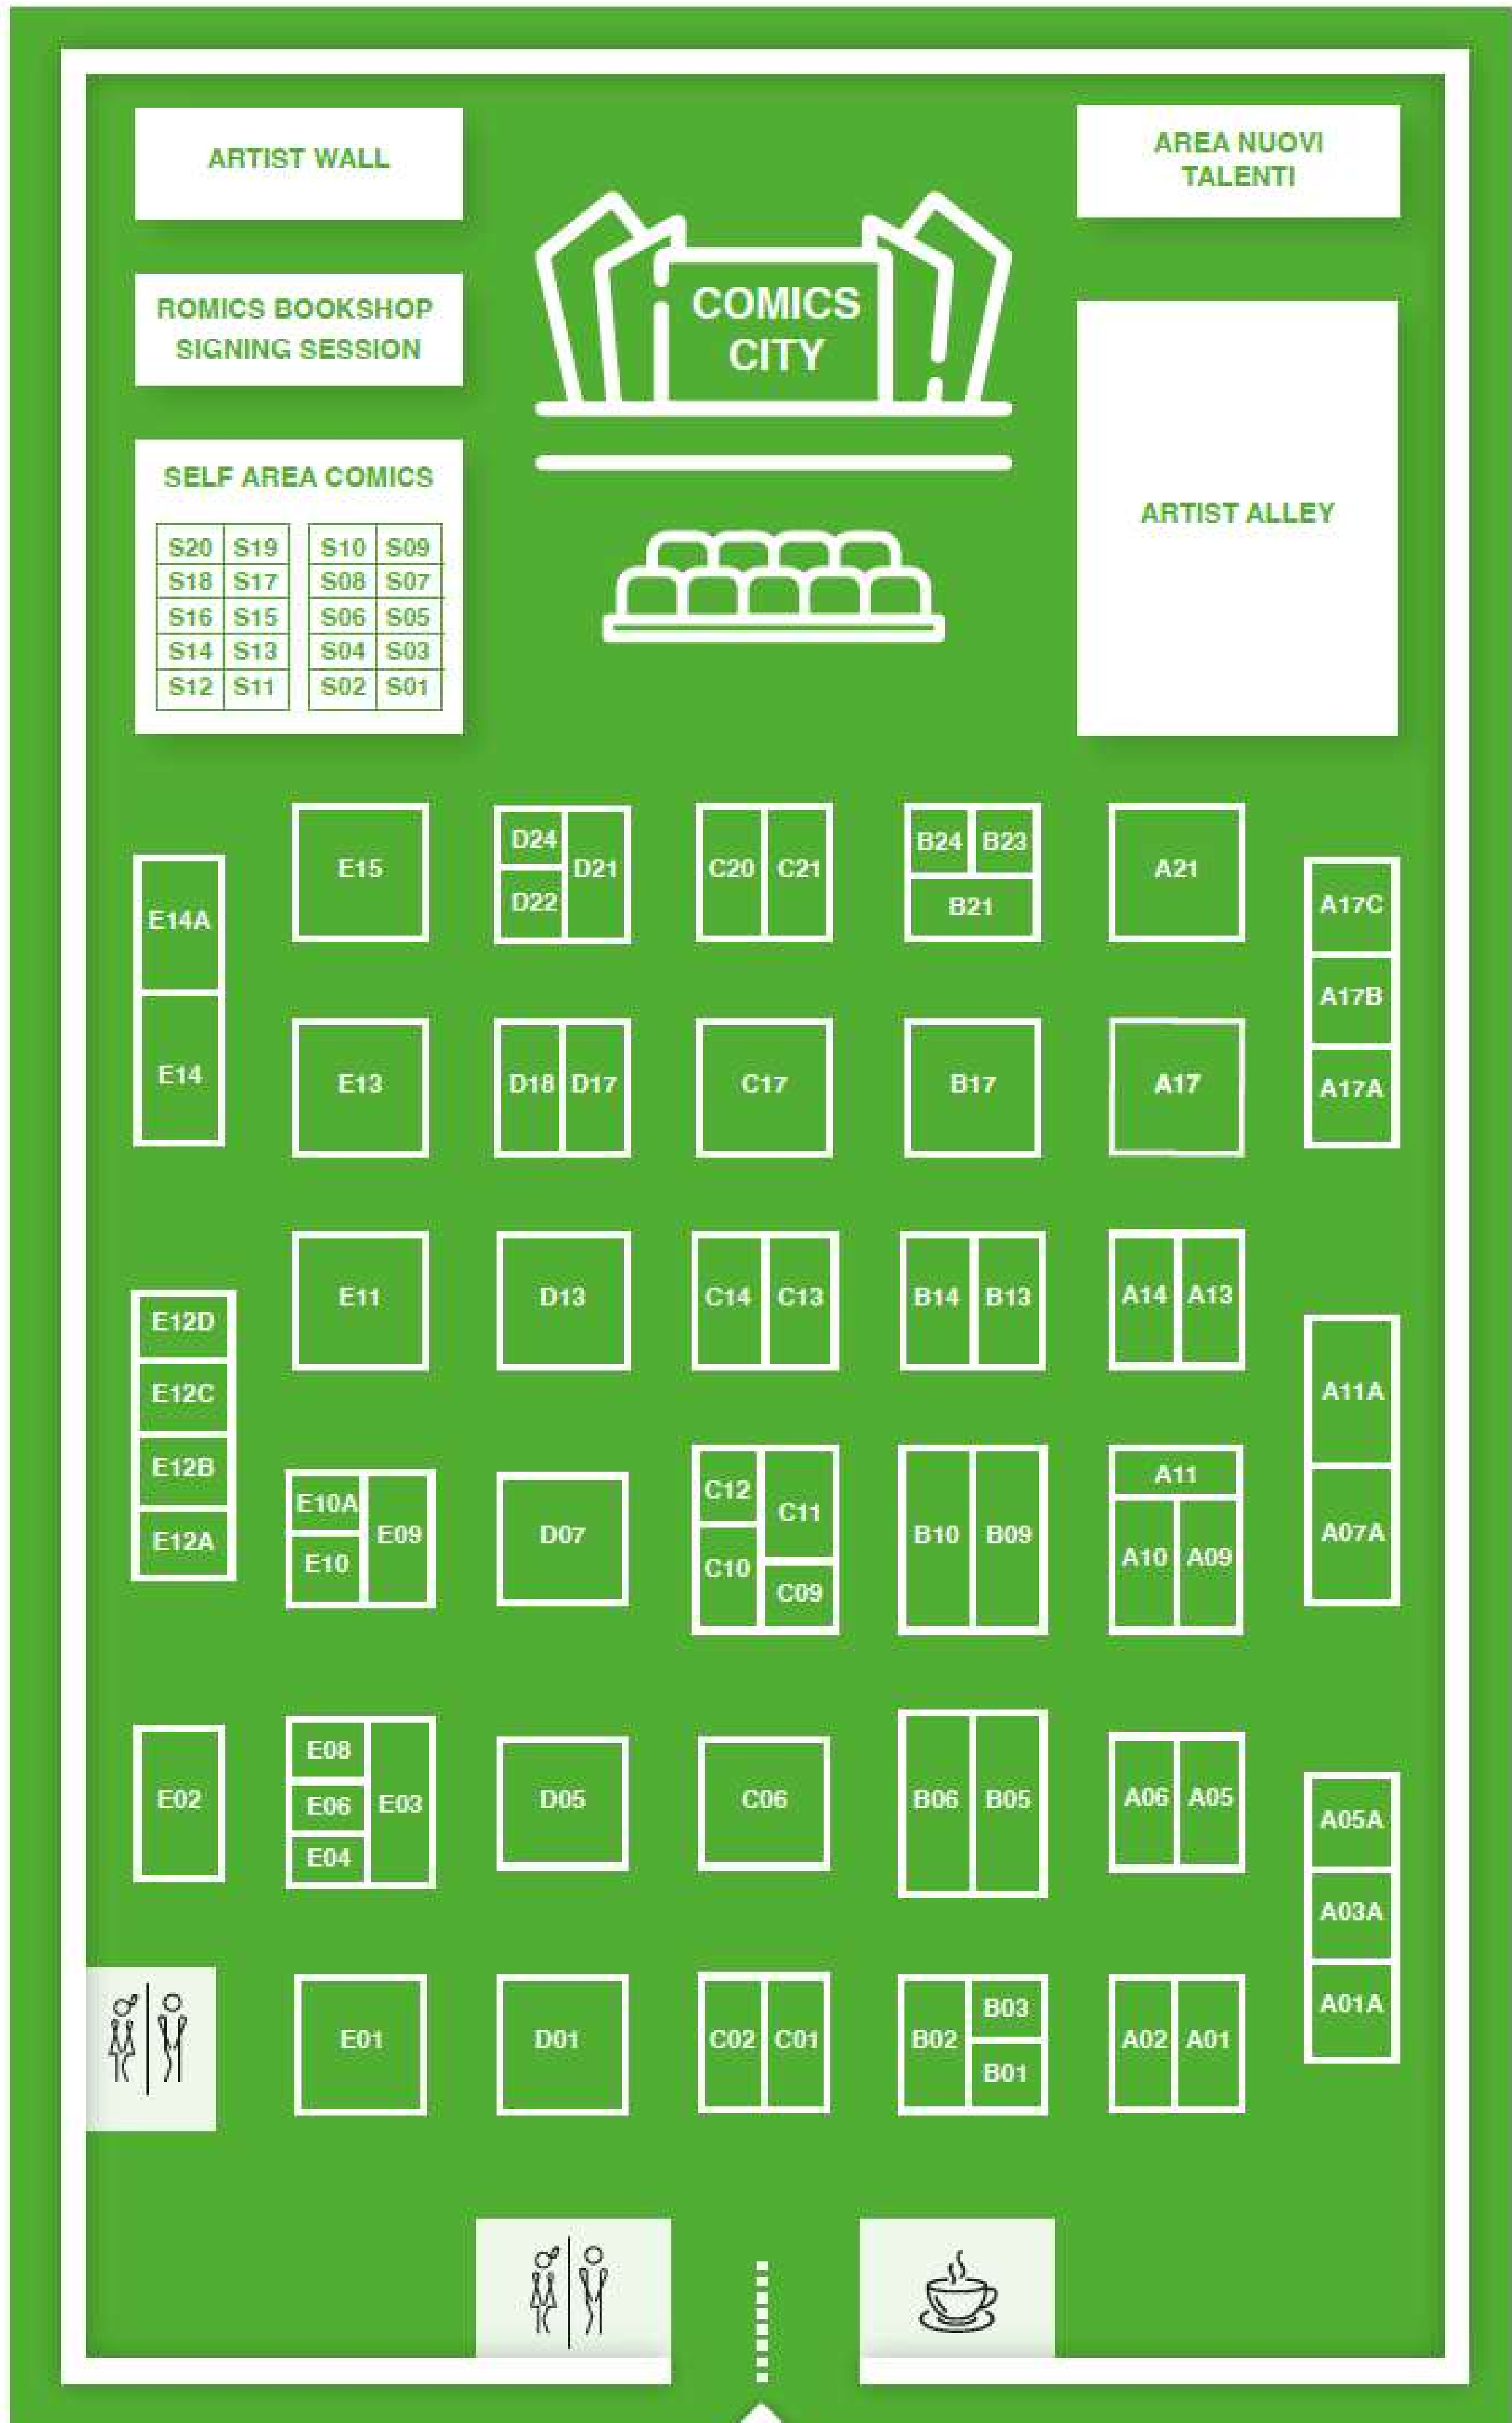 ARTIST WALL
AREA NUOVI
TALENTI
ROMICS BOOKSHOP
SIGNING SESSION
COMICS
CITY
SELF AREA COMICS
S20 S19 S10 S09
S18 S17 S08 S07
S16 S15 S06 S05
S14 S13 S04 S03
S12 S11 S02 S01
ARTIST ALLEY
E14A
E14
E15
D24
D22
D21
C20 C21
B24 B23
B21
A21
A17C
A17B
A17A
E13
D18 D17
C17
B17
A17
E12D
E12C
E12B
E12A
E11
D13
C14 C13
B14 B13
A14 A13
A11A
A07A
E10A
E10
E09
D07
C12
C10
C11
C09
B10 B09
A11
A10 A09
E02
E08
E06
E04
E03
D05
C06
B06 B05
A06 A05
A05A
A03A
A01A
E01
D01
C02 C01
B02
B03
B01
A02 A01